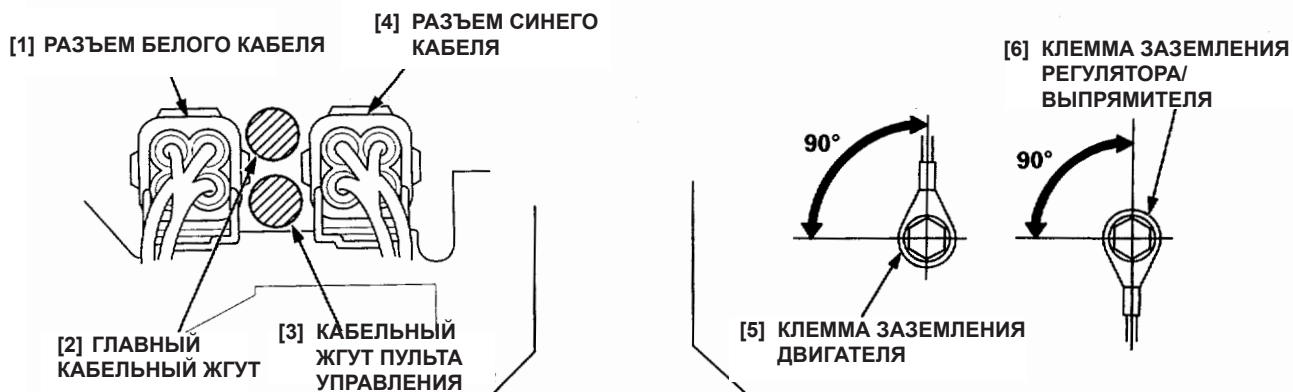 [1] РАЗЪЕМ БЕЛОГО КАБЕЛЯ
[4] РАЗЪЕМ СИНЕГО
КАБЕЛЯ
[2] ГЛАВНЫЙ
КАБЕЛЬНЫЙ ЖГУТ
[3] КАБЕЛЬНЫЙ
ЖГУТ ПУЛЬТА
УПРАВЛЕНИЯ
90°
[5] КЛЕММА ЗАЗЕМЛЕНИЯ
ДВИГАТЕЛЯ
[6] КЛЕММА ЗАЗЕМЛЕНИЯ
РЕГУЛЯТОРА/
ВЫПРЯМИТЕЛЯ
90°